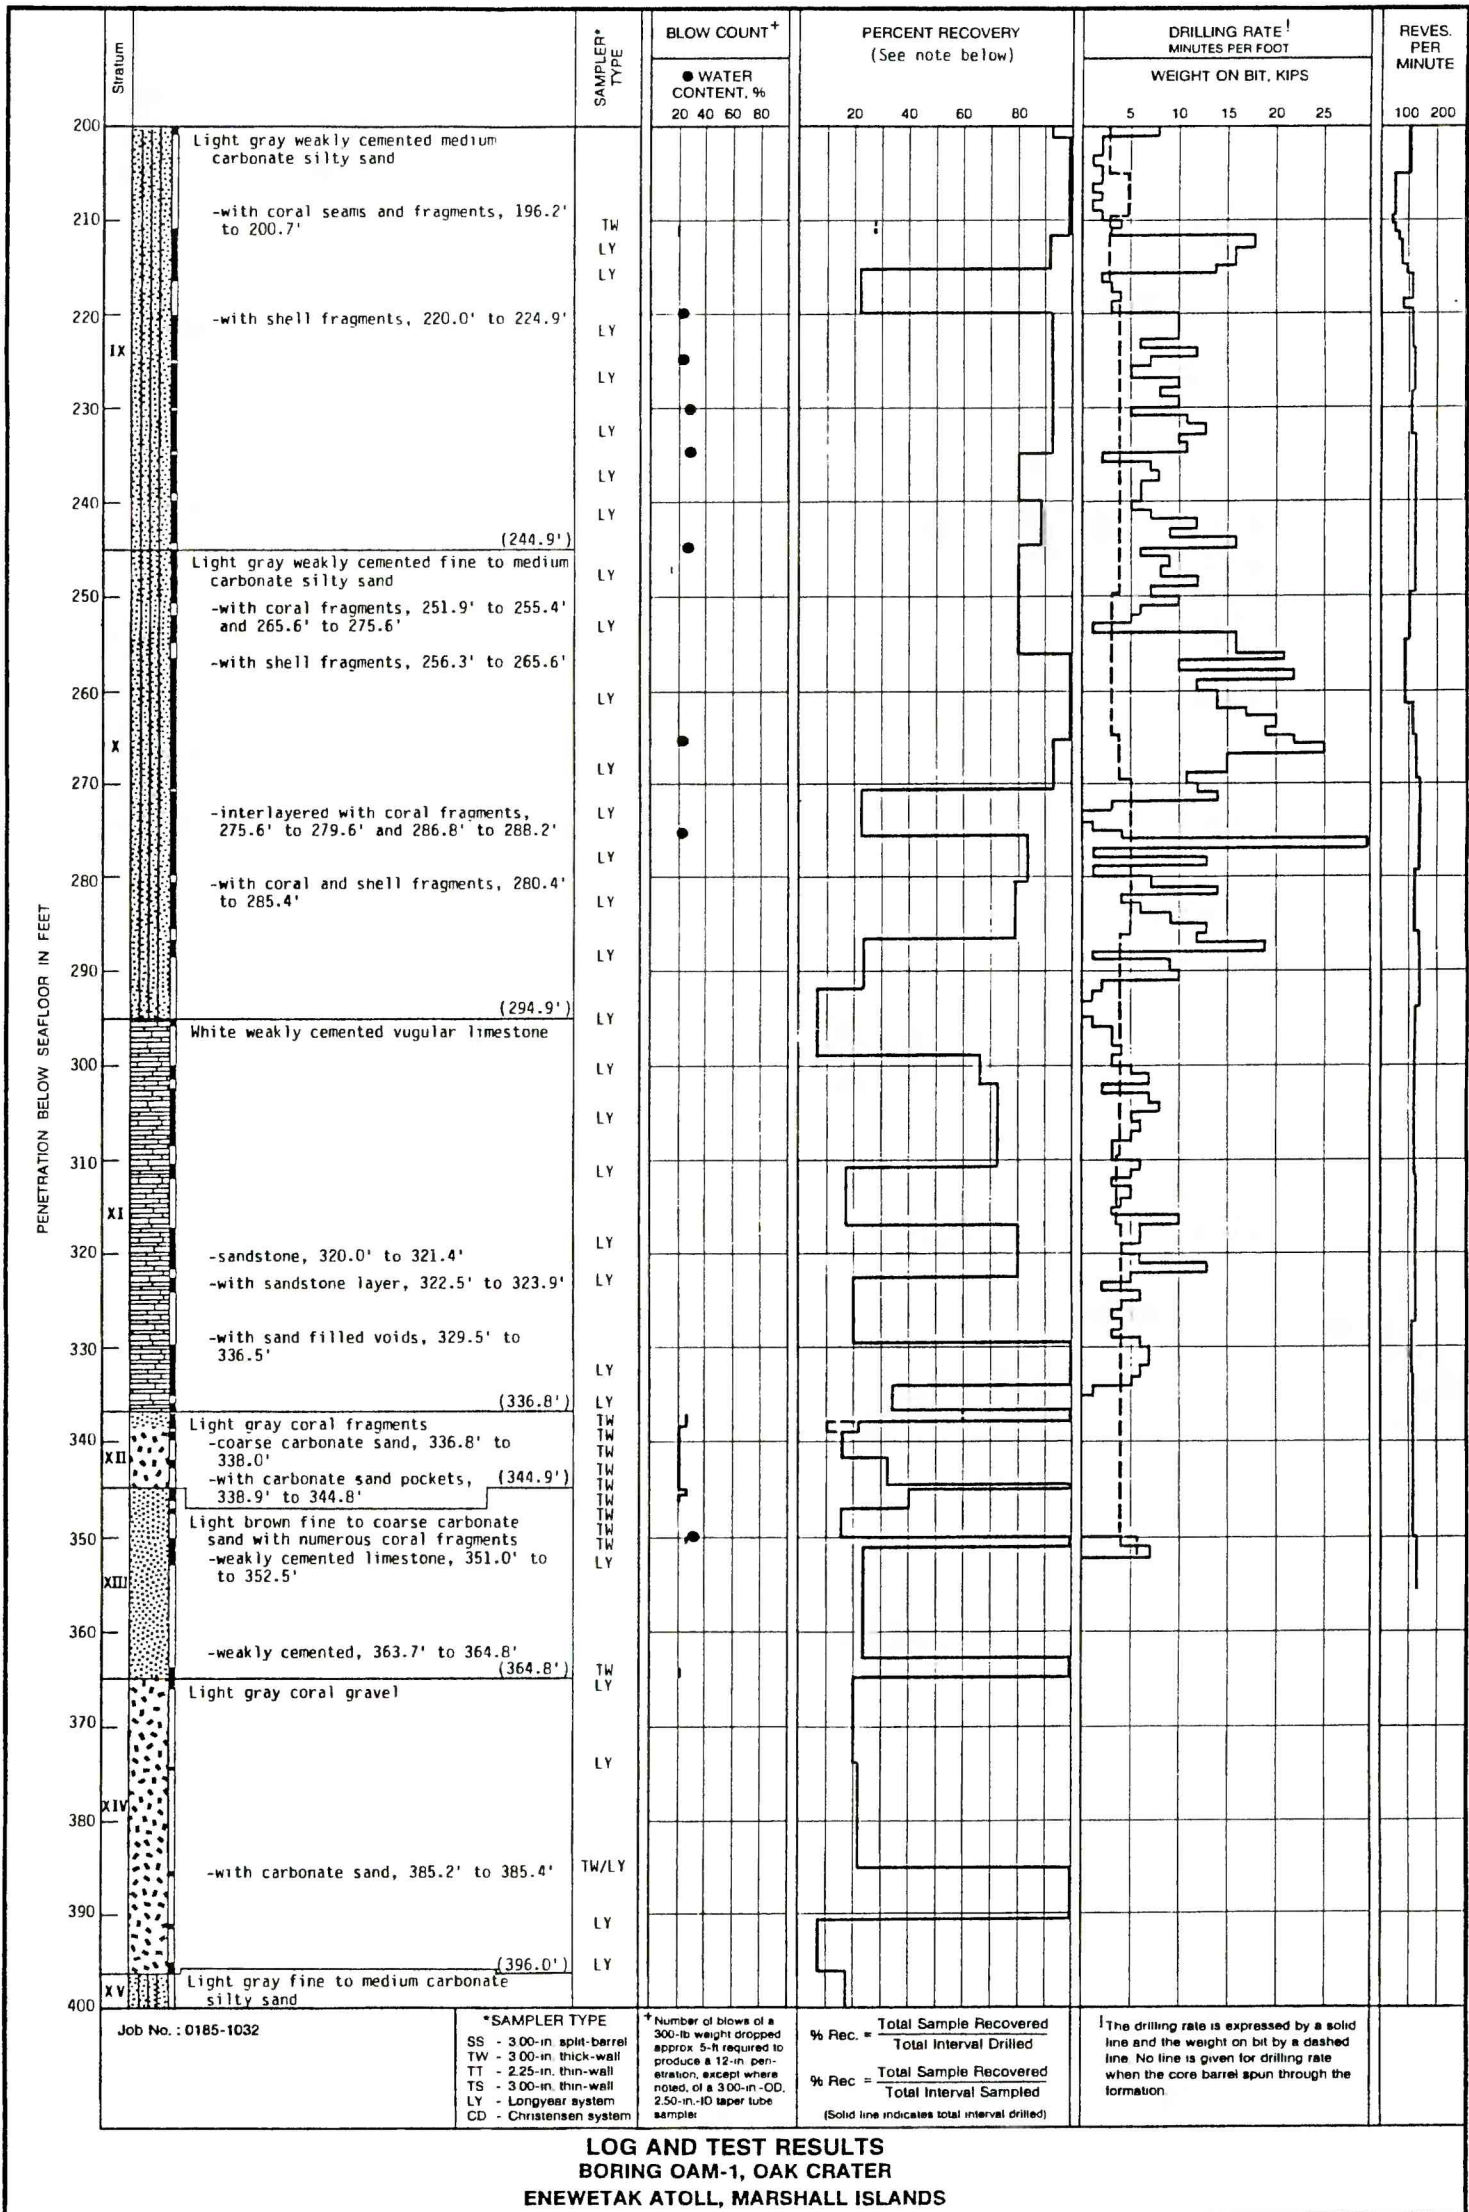 Stratum
SAMPLER*
TYPE
BLOW COUNT+
● WATER
CONTENT, %
20 40 60 80
PERCENT RECOVERY
(See note below)
20 40 60 80
DRILLING RATE !
MINUTES PER FOOT
WEIGHT ON BIT, KIPS
5 10 15 20 25
REVES.
PER
MINUTE
100 200
PENETRATION BELOW SEAFLOOR IN FEET
200
Light gray weakly cemented medium
carbonate silty sand
210
-with coral seams and fragments, 196.2'
to 200.7'
TW
LY
LY
220
-with shell fragments, 220.0' to 224.9'
LY
IX
LY
230
LY
LY
240
LY
(244.9')
Light gray weakly cemented fine to medium
carbonate silty sand
LY
250
-with coral fragments, 251.9' to 255.4'
and 265.6' to 275.6'
LY
-with shell fragments, 256.3' to 265.6'
260
LY
X
LY
270
-interlayered with coral fragments,
275.6' to 279.6' and 286.8' to 288.2'
LY
LY
280
-with coral and shell fragments, 280.4'
to 285.4'
LY
LY
290
(294.9')
LY
White weakly cemented vugular limestone
300
LY
LY
310
LY
XI
LY
320
-sandstone, 320.0' to 321.4'
-with sandstone layer, 322.5' to 323.9'
LY
330
-with sand filled voids, 329.5' to
336.5'
LY
(336.8')
LY
Light gray coral fragments
TW
-coarse carbonate sand, 336.8' to
338.0'
TW
340
TW
XII
-with carbonate sand pockets,
338.9' to 344.8'
(344.9')
TW
TW
TW
Light brown fine to coarse carbonate
sand with numerous coral fragments
TW
TW
350
TW
-weakly cemented limestone, 351.0' to
to 352.5'
LY
XIII
360
-weakly cemented, 363.7' to 364.8'
(364.8')
TW
LY
Light gray coral gravel
370
LY
XIV
380
-with carbonate sand, 385.2' to 385.4'
TW/LY
390
LY
(396.0')
LY
XV
Light gray fine to medium carbonate
silty sand
400
Job No. : 0185-1032
*SAMPLER TYPE
SS - 3.00-in. split-barrel
TW - 3.00-in. thick-wall
TT - 2.25-in. thin-wall
TS - 3.00-in. thin-wall
LY - Longyear system
CD - Christensen system
+ Number of blows of a
300-lb weight dropped
approx 5-ft required to
produce a 12-in. pen-
etration, except where
noted, of a 3.00-in.-OD,
2.50-in.-ID taper tube
sampler
% Rec. = Total Sample Recovered
Total Interval Drilled
% Rec = Total Sample Recovered
Total Interval Sampled
(Solid line indicates total interval drilled)
! The drilling rate is expressed by a solid
line and the weight on bit by a dashed
line. No line is given for drilling rate
when the core barrel spun through the
formation.
LOG AND TEST RESULTS
BORING OAM-1, OAK CRATER
ENEWETAK ATOLL, MARSHALL ISLANDS